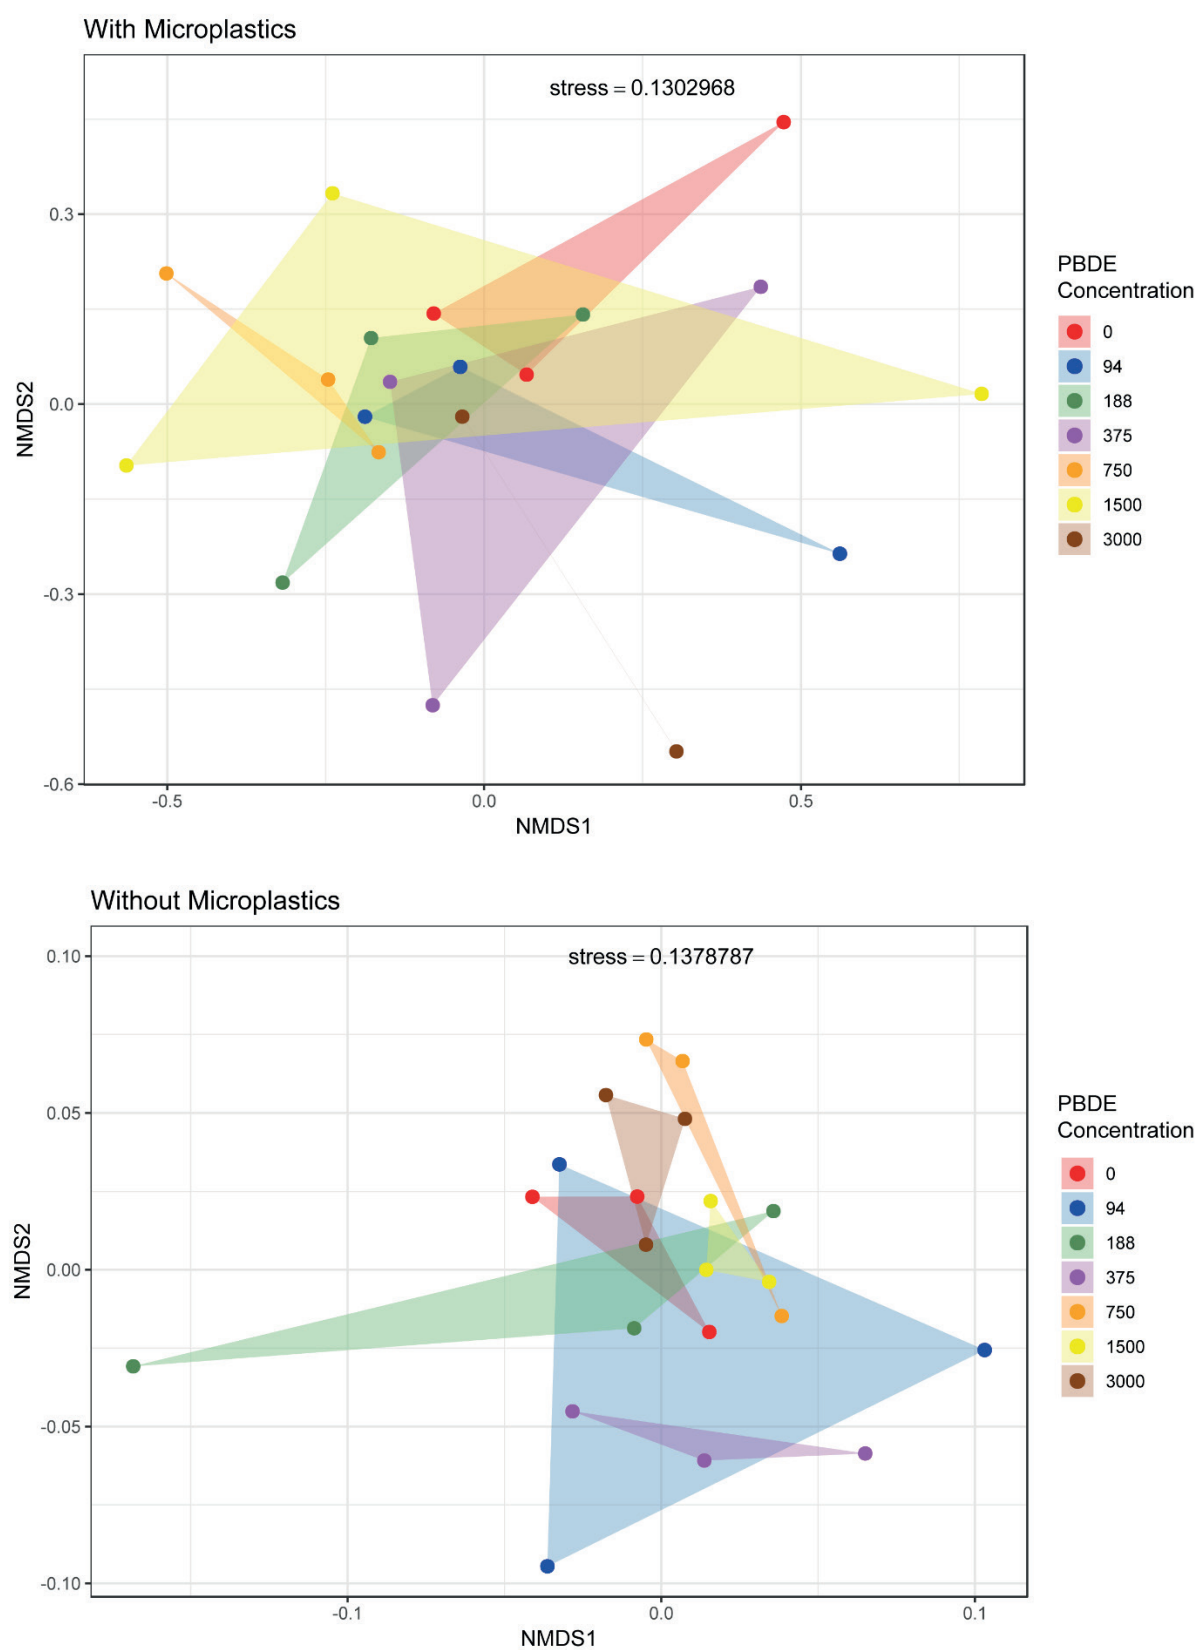 With Microplastics
stress = 0.1302968
0.3
0.0
-0.3
-0.6
NMDS2
-0.5
0.0
0.5
NMDS1
PBDE
Concentration
0
94
188
375
750
1500
3000
Without Microplastics
stress = 0.1378787
0.10
0.05
0.00
-0.05
-0.10
NMDS2
-0.1
0.0
0.1
NMDS1
PBDE
Concentration
0
94
188
375
750
1500
3000